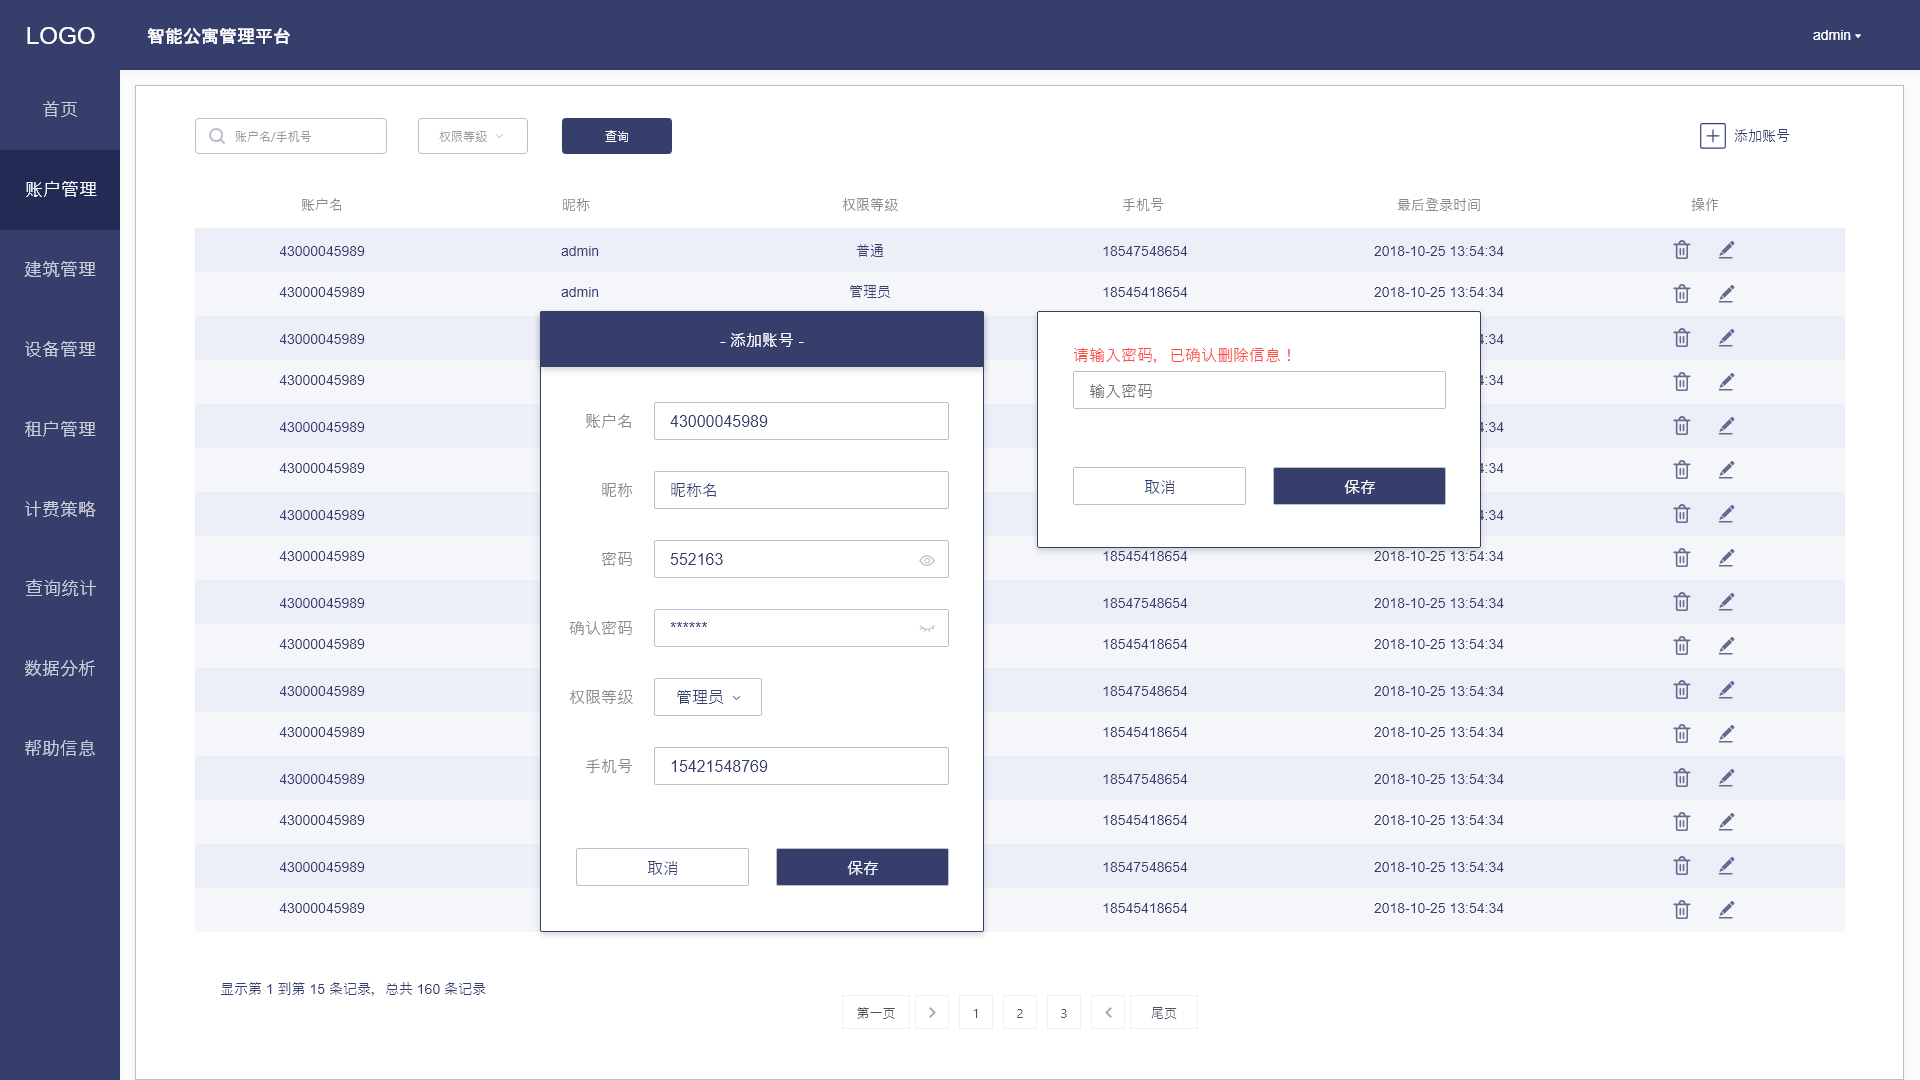 LOGO 智能公寓管理平台 admin
首页
账户管理
建筑管理
设备管理
租户管理
计费策略
查询统计
数据分析
帮助信息
账户名/手机号 权限等级 查询 添加账号
账户名 昵称 权限等级 手机号 最后登录时间 操作
43000045989 admin 普通 18547548654 2018-10-25 13:54:34
43000045989 admin 管理员 18545418654 2018-10-25 13:54:34
43000045989 4:34
43000045989 4:34
43000045989 4:34
43000045989 4:34
43000045989 4:34
43000045989 18545418654 2018-10-25 13:54:34
43000045989 18547548654 2018-10-25 13:54:34
43000045989 18545418654 2018-10-25 13:54:34
43000045989 18547548654 2018-10-25 13:54:34
43000045989 18545418654 2018-10-25 13:54:34
43000045989 18547548654 2018-10-25 13:54:34
43000045989 18545418654 2018-10-25 13:54:34
43000045989 18547548654 2018-10-25 13:54:34
43000045989 18545418654 2018-10-25 13:54:34
- 添加账号 -
账户名 43000045989
昵称 昵称名
密码 552163
确认密码 ******
权限等级 管理员
手机号 15421548769
取消 保存
请输入密码，已确认删除信息！
输入密码
取消 保存
显示第 1 到第 15 条记录，总共 160 条记录
第一页 > 1 2 3 < 尾页